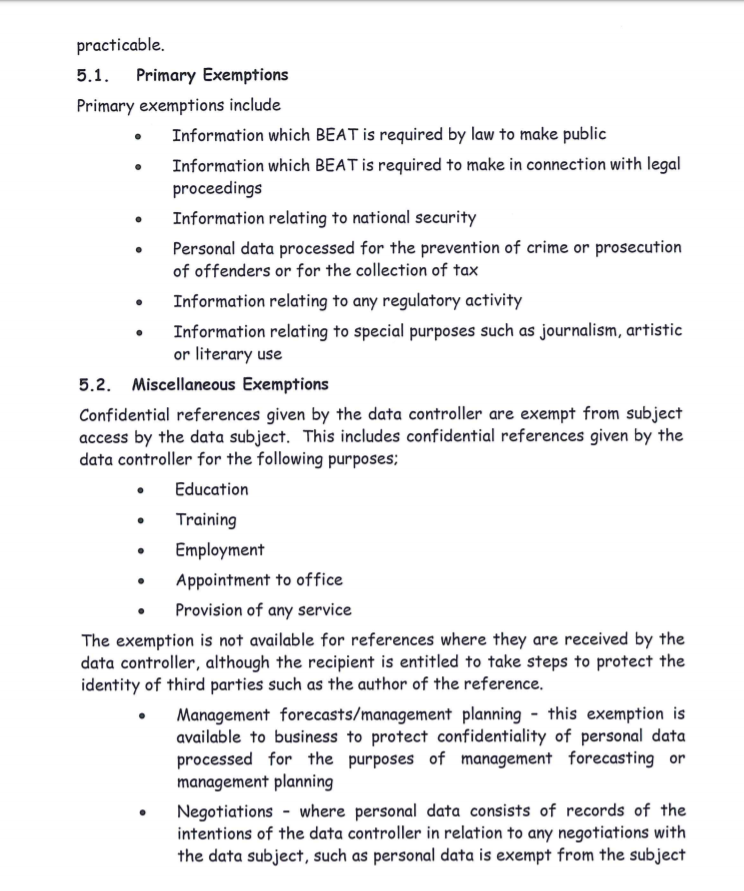 practicable.
5.1. Primary Exemptions
Primary exemptions include
• Information which BEAT is required by law to make public
• Information which BEAT is required to make in connection with legal
proceedings
• Information relating to national security
• Personal data processed for the prevention of crime or prosecution
of offenders or for the collection of tax
• Information relating to any regulatory activity
• Information relating to special purposes such as journalism, artistic
or literary use
5.2. Miscellaneous Exemptions
Confidential references given by the data controller are exempt from subject
access by the data subject. This includes confidential references given by the
data controller for the following purposes;
• Education
• Training
• Employment
• Appointment to office
• Provision of any service
The exemption is not available for references where they are received by the
data controller, although the recipient is entitled to take steps to protect the
identity of third parties such as the author of the reference.
• Management forecasts/management planning - this exemption is
available to business to protect confidentiality of personal data
processed for the purposes of management forecasting or
management planning
• Negotiations - where personal data consists of records of the
intentions of the data controller in relation to any negotiations with
the data subject, such as personal data is exempt from the subject